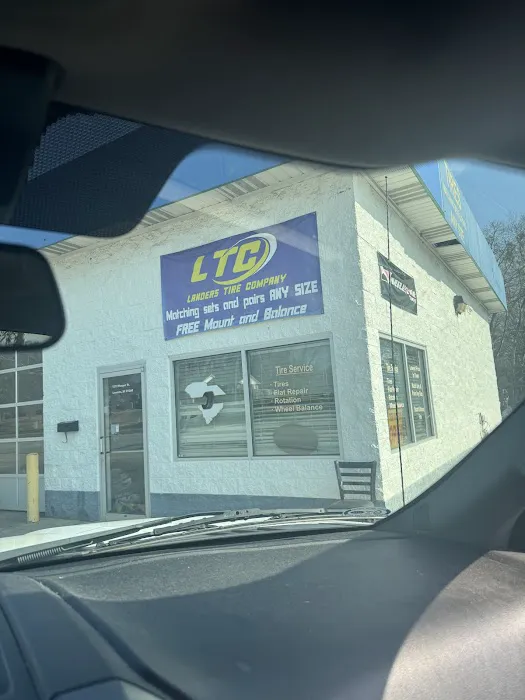 LTC
LANDERS TIRE COMPANY
Matching sets and pairs ANY SIZE
FREE Mount and Balance
Tire Service
Tires
Flat Repair
Rotation
Wheel Balance